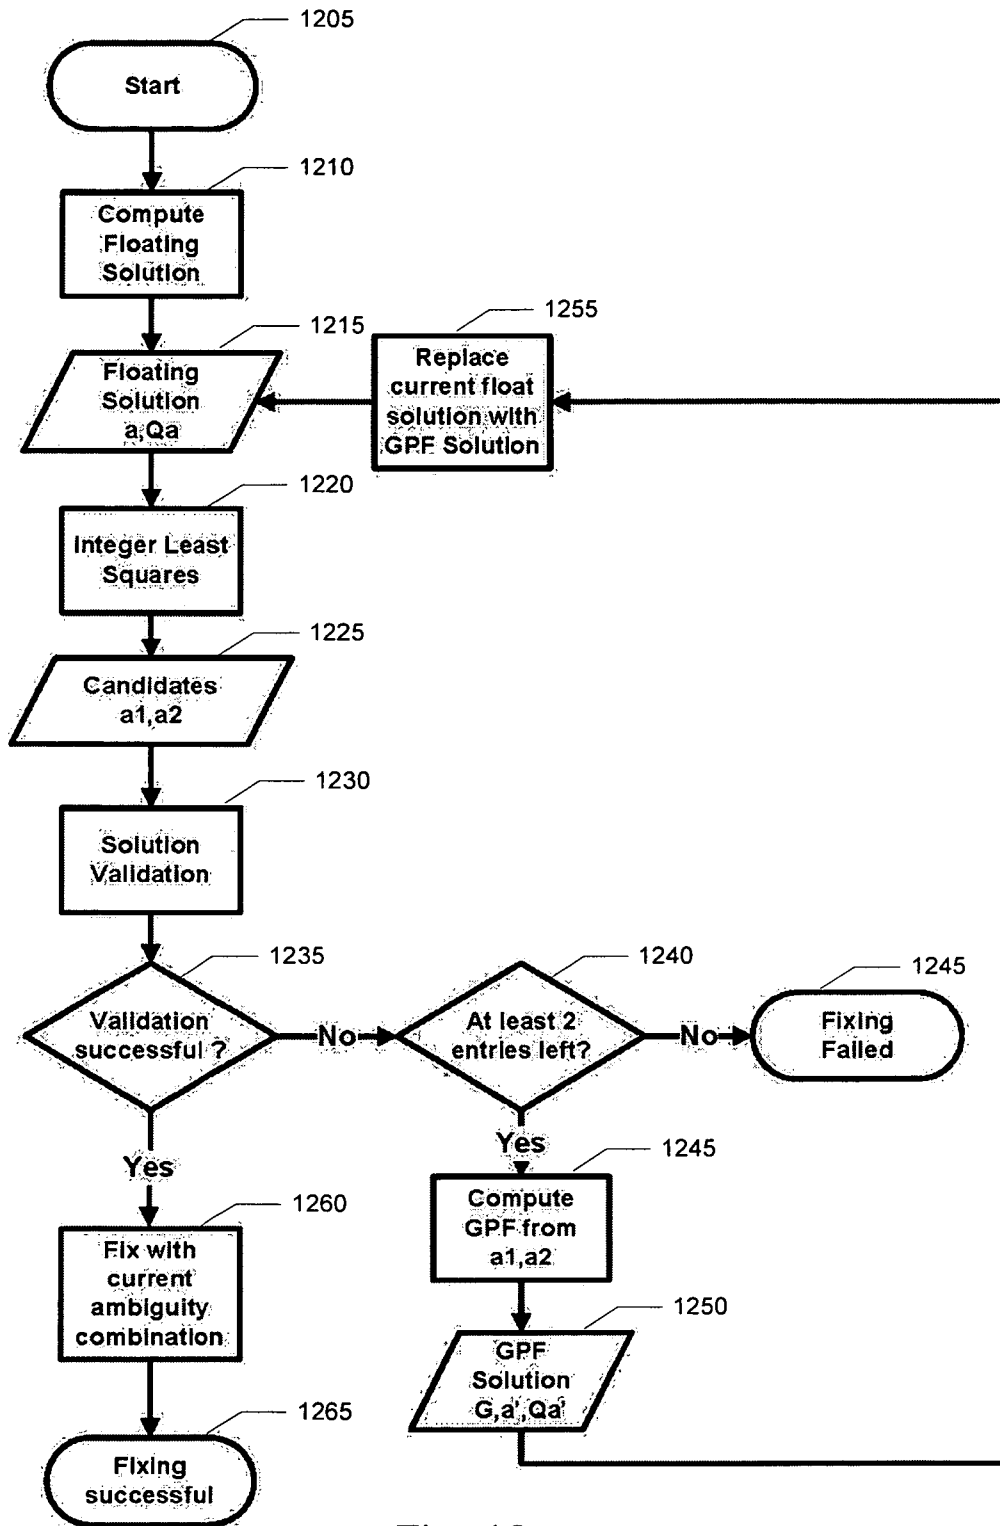 1205
Start
1210
Compute
Floating
Solution
1215
Floating
Solution
a,Qa
1255
Replace
current float
solution with
GPF Solution
1220
Integer Least
Squares
1225
Candidates
a1,a2
1230
Solution
Validation
1235
Validation
successful ?
No
1240
At least 2
entries left?
No
1245
Fixing
Failed
Yes
Yes
1245
Compute
GPF from
a1,a2
1260
Fix with
current
ambiguity
combination
1250
GPF
Solution
G,a',Qa'
1265
Fixing
successful